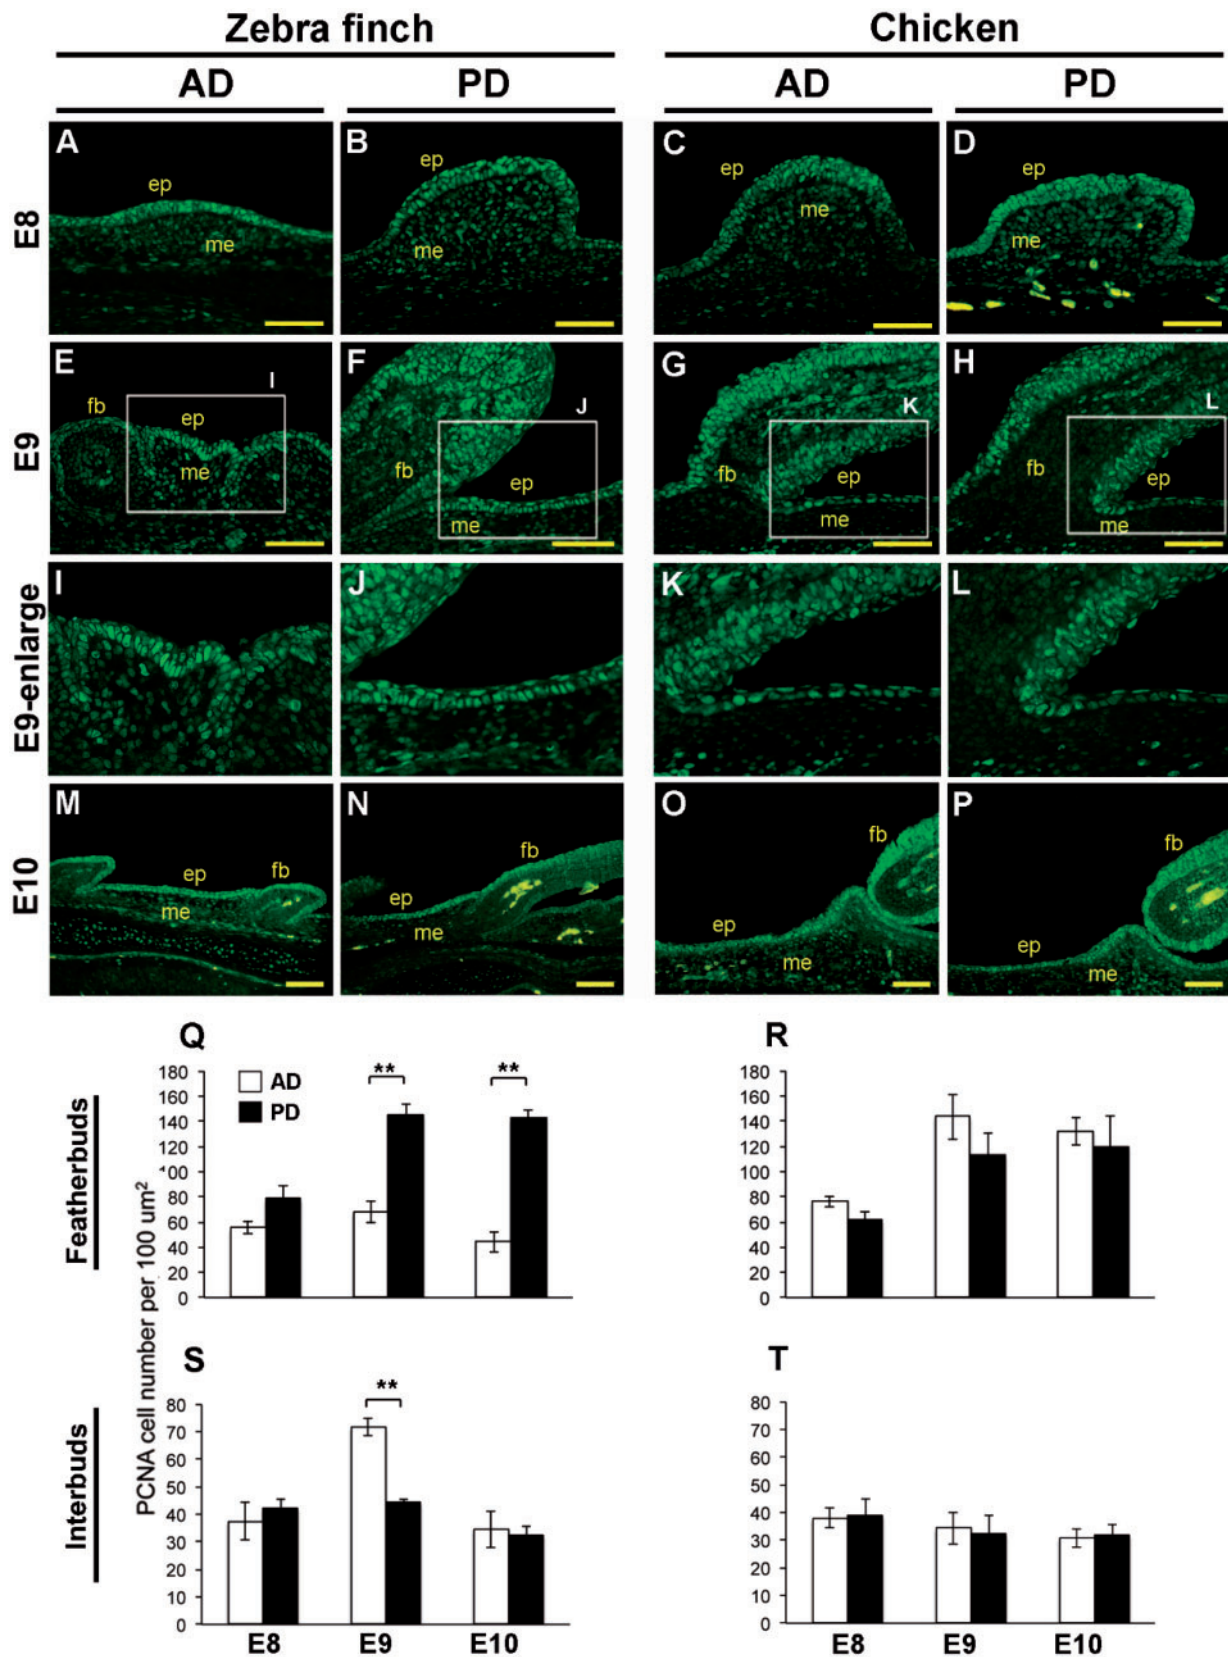 Zebra finch Chicken
AD PD AD PD
A B C D
ep ep ep ep
me me me me
E8
E F G H
I J K L
fb ep fb ep fb ep ep
me me me me
E9
I J K L
E9-enlarge
M N O P
ep fb ep fb ep fb ep fb
me me me me
E10
Q R
AD
PD
** **
Featherbuds
180 160 140 120 100 80 60 40 20 0
180 160 140 120 100 80 60 40 20 0
PCNA cell number per 100 um²
S T
**
Interbuds
80 70 60 50 40 30 20 10 0
80 70 60 50 40 30 20 10 0
E8 E9 E10 E8 E9 E10